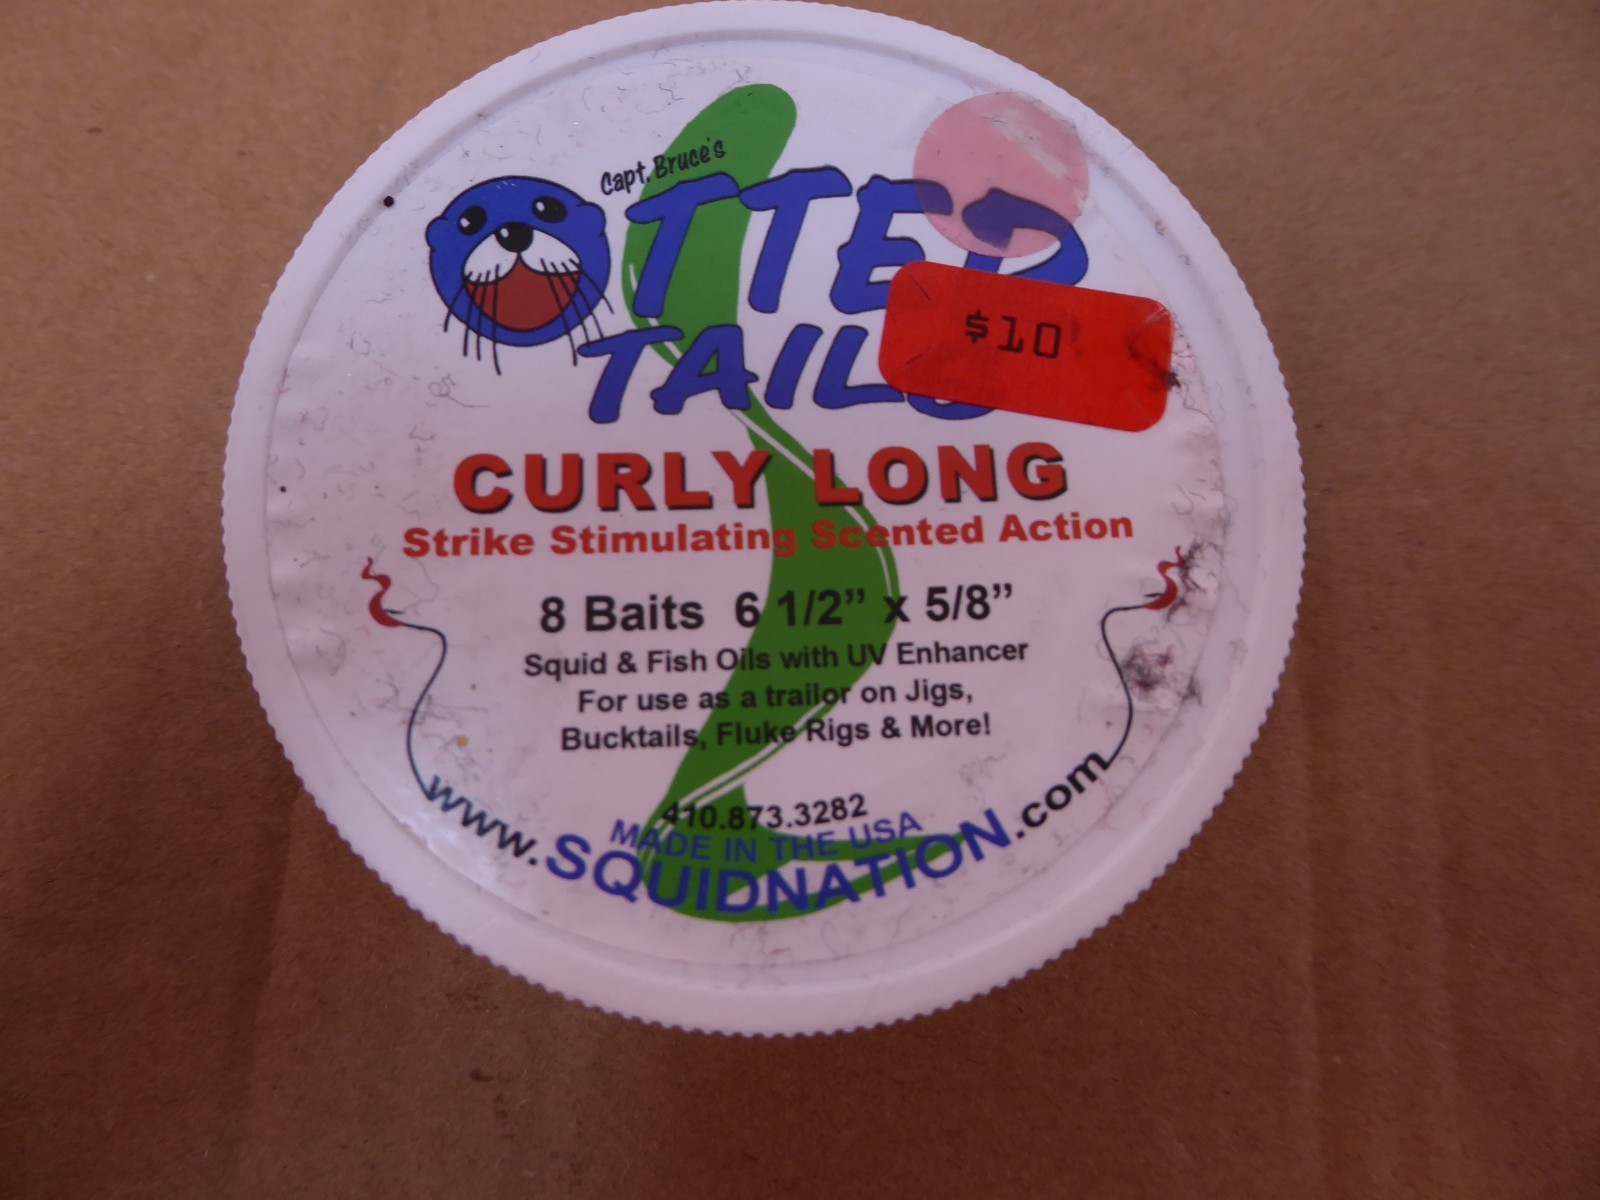 Capt. Bruce's
OTTER
TAILS
$10
CURLY LONG
Strike Stimulating Scented Action
8 Baits 6 1/2” x 5/8”
Squid & Fish Oils with UV Enhancer
For use as a trailor on Jigs,
Bucktails, Fluke Rigs & More!
410.873.3282
MADE IN THE USA
www.SQUIDNATION.com